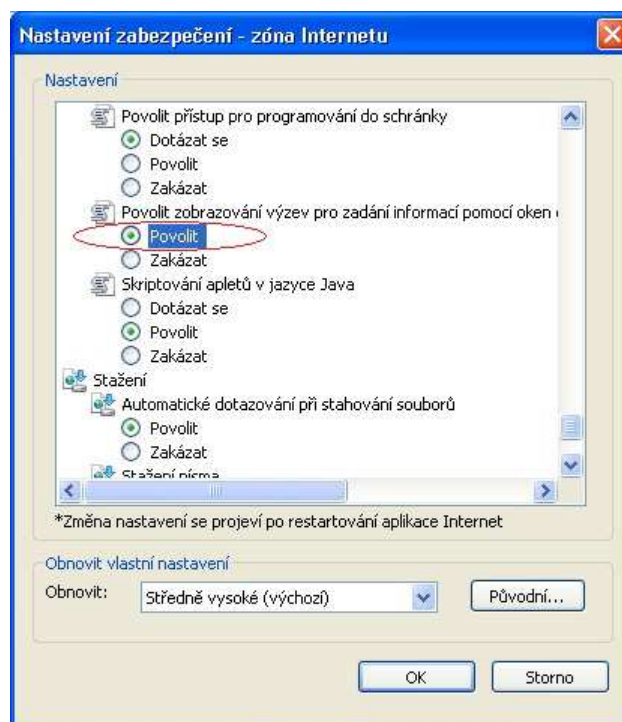 Nastavení zabezpečení - zóna Internetu
Nastavení
Povolit přístup pro programování do schránky
Dotázat se
Povolit
Zakázat
Povolit zobrazování výzev pro zadání informací pomocí oken
Povolit
Zakázat
Skriptování apletů v jazyce Java
Dotázat se
Povolit
Zakázat
Stažení
Automatické dotazování při stahování souborů
Povolit
Zakázat
Stažení písma
*Změna nastavení se projeví po restartování aplikace Internet
Obnovit vlastní nastavení
Obnovit: Středně vysoké (výchozí) Původní...
OK Storno